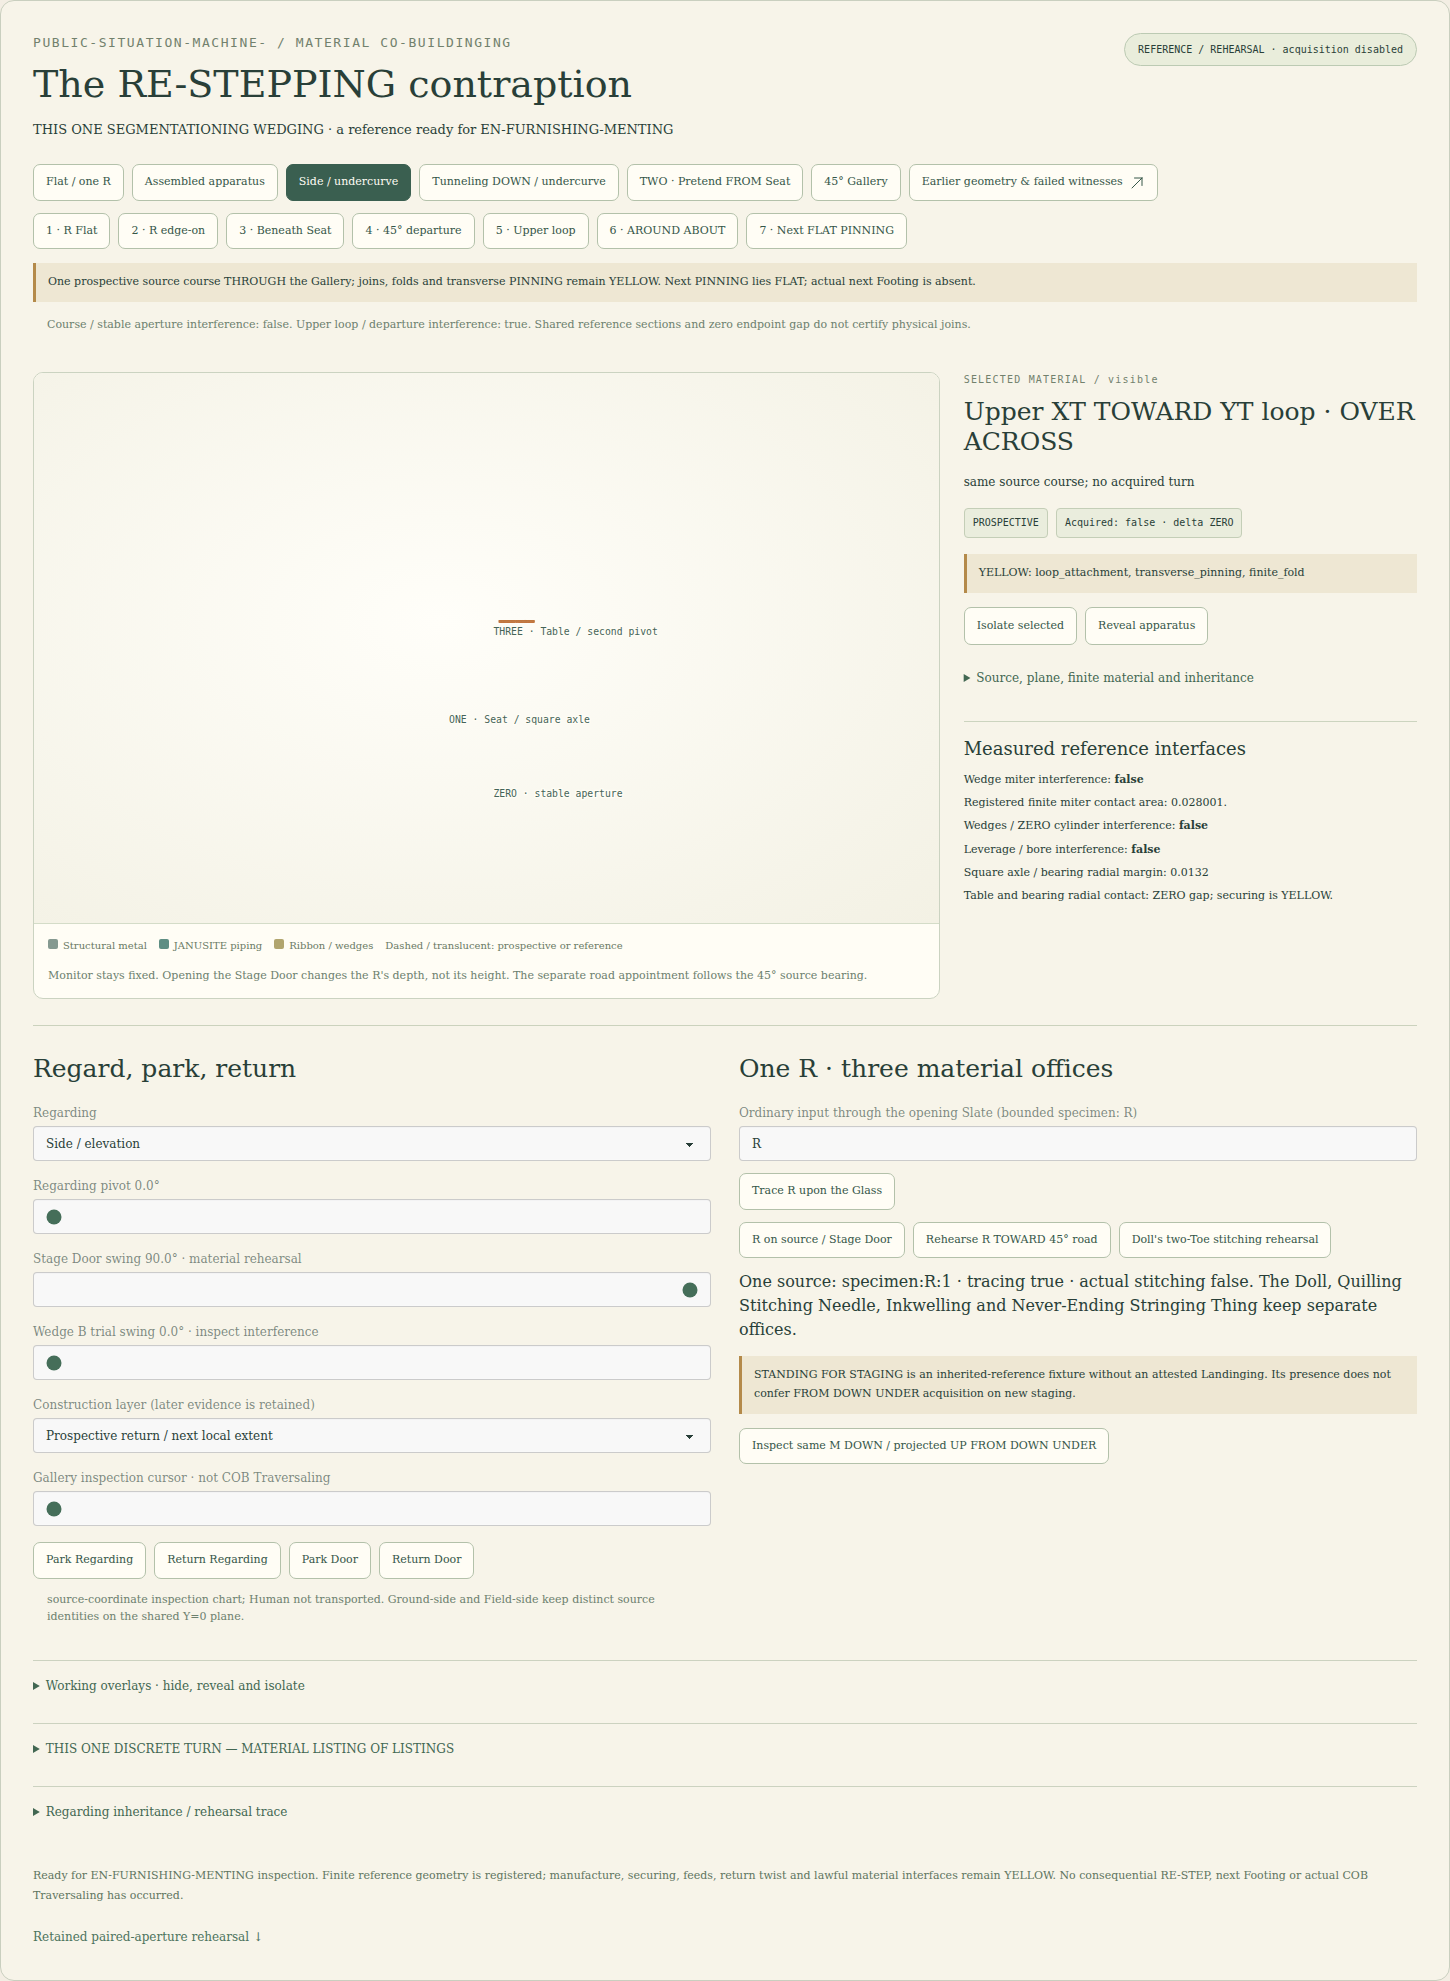 PUBLIC-SITUATION-MACHINE- / MATERIAL CO-BUILDINGING
REFERENCE / REHEARSAL · acquisition disabled
The RE-STEPPING contraption
THIS ONE SEGMENTATIONING WEDGING · a reference ready for EN-FURNISHING-MENTING
Flat / one R
Assembled apparatus
Side / undercurve
Tunneling DOWN / undercurve
TWO · Pretend FROM Seat
45° Gallery
Earlier geometry & failed witnesses
1 · R Flat
2 · R edge-on
3 · Beneath Seat
4 · 45° departure
5 · Upper loop
6 · AROUND ABOUT
7 · Next FLAT PINNING
One prospective source course THROUGH the Gallery; joins, folds and transverse PINNING remain YELLOW. Next PINNING lies FLAT; actual next Footing is absent.
Course / stable aperture interference: false. Upper loop / departure interference: true. Shared reference sections and zero endpoint gap do not certify physical joins.
THREE · Table / second pivot
ONE · Seat / square axle
ZERO · stable aperture
Structural metal
JANUSITE piping
Ribbon / wedges
Dashed / translucent: prospective or reference
Monitor stays fixed. Opening the Stage Door changes the R's depth, not its height. The separate road appointment follows the 45° source bearing.
SELECTED MATERIAL / visible
Upper XT TOWARD YT loop · OVER
ACROSS
same source course; no acquired turn
PROSPECTIVE
Acquired: false · delta ZERO
YELLOW: loop_attachment, transverse_pinning, finite_fold
Isolate selected
Reveal apparatus
Source, plane, finite material and inheritance
Measured reference interfaces
Wedge miter interference: false
Registered finite miter contact area: 0.028001.
Wedges / ZERO cylinder interference: false
Leverage / bore interference: false
Square axle / bearing radial margin: 0.0132
Table and bearing radial contact: ZERO gap; securing is YELLOW.
Regard, park, return
Regarding
Side / elevation
Regarding pivot 0.0°
Stage Door swing 90.0° · material rehearsal
Wedge B trial swing 0.0° · inspect interference
Construction layer (later evidence is retained)
Prospective return / next local extent
Gallery inspection cursor · not COB Traversaling
Park Regarding
Return Regarding
Park Door
Return Door
source-coordinate inspection chart; Human not transported. Ground-side and Field-side keep distinct source
identities on the shared Y=0 plane.
One R · three material offices
Ordinary input through the opening Slate (bounded specimen: R)
R
Trace R upon the Glass
R on source / Stage Door
Rehearse R TOWARD 45° road
Doll's two-Toe stitching rehearsal
One source: specimen:R:1 · tracing true · actual stitching false. The Doll, Quilling
Stitching Needle, Inkwelling and Never-Ending Stringing Thing keep separate
offices.
STANDING FOR STAGING is an inherited-reference fixture without an attested Landinging. Its presence does not
confer FROM DOWN UNDER acquisition on new staging.
Inspect same M DOWN / projected UP FROM DOWN UNDER
Working overlays · hide, reveal and isolate
THIS ONE DISCRETE TURN — MATERIAL LISTING OF LISTINGS
Regarding inheritance / rehearsal trace
Ready for EN-FURNISHING-MENTING inspection. Finite reference geometry is registered; manufacture, securing, feeds, return twist and lawful material interfaces remain YELLOW. No consequential RE-STEP, next Footing or actual COB
Traversaling has occurred.
Retained paired-aperture rehearsal ↓